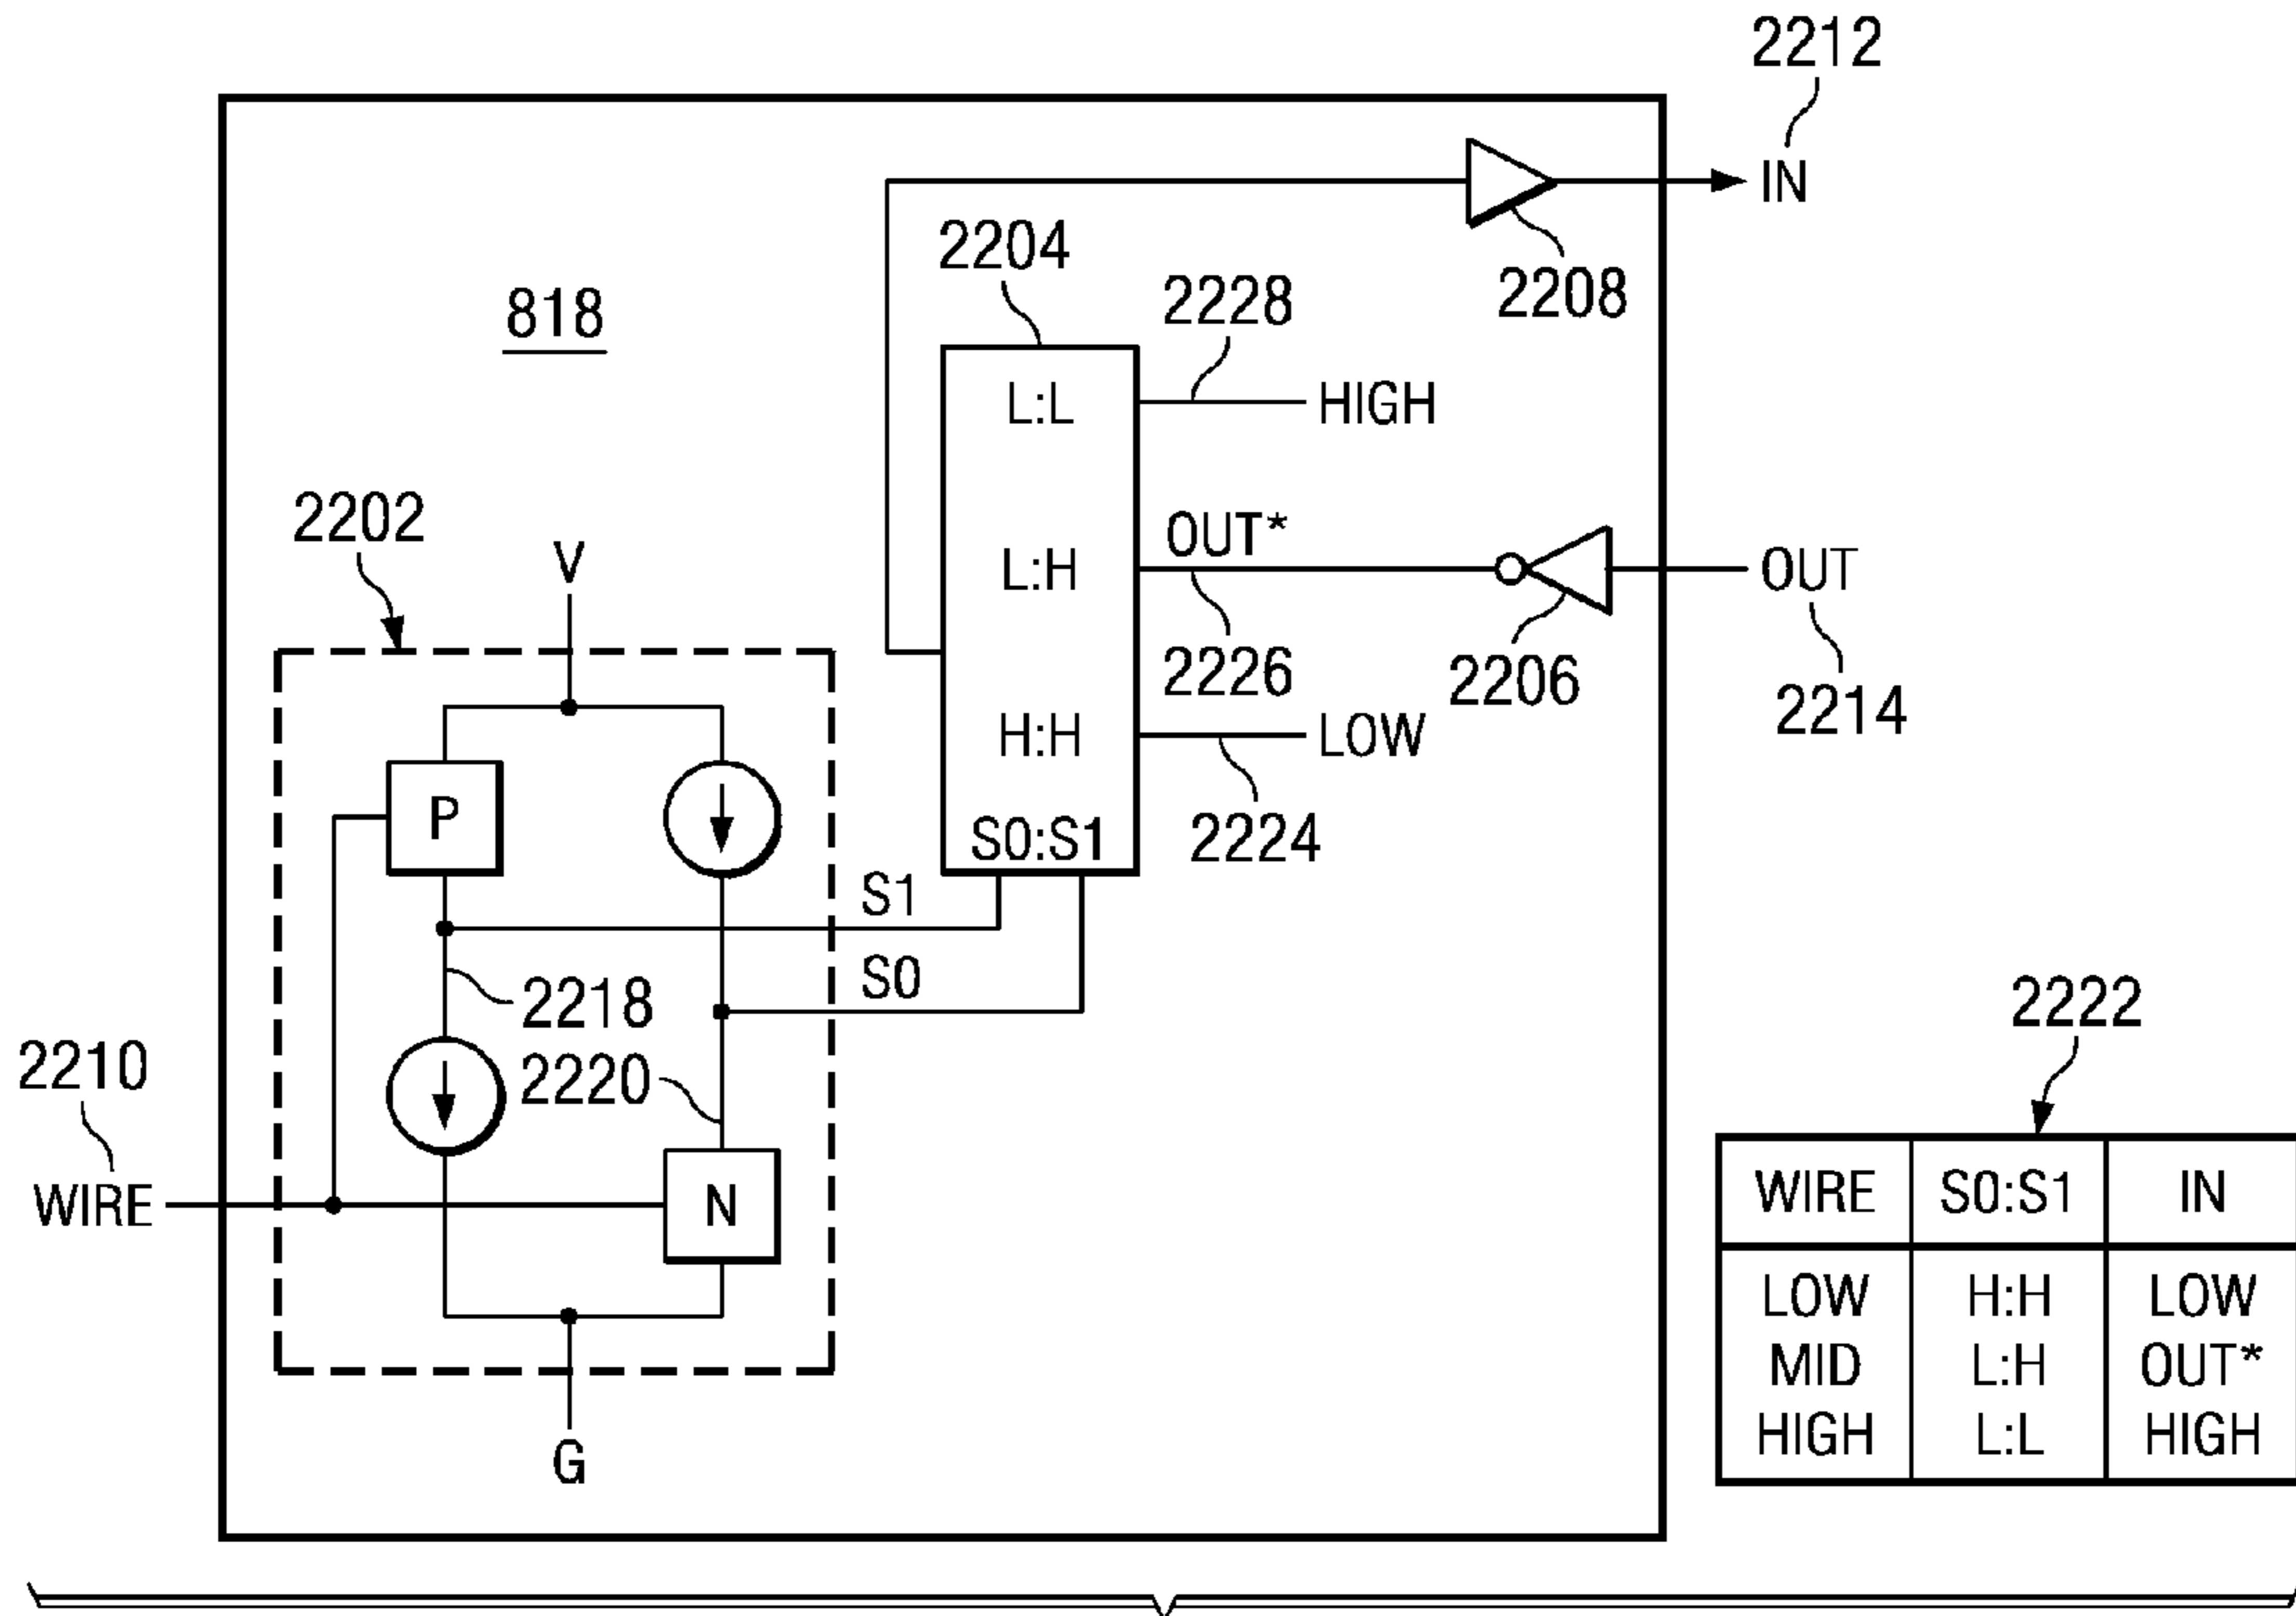 2212
IN
2208
2204
2228
HIGH
818
L:L
L:H
H:H
S0:S1
OUT*
2226
2206
OUT
2214
LOW
2224
2202
V
P
S1
S0
2218
2220
2210
WIRE
N
G
2222
WIRE S0:S1 IN
LOW H:H LOW
MID L:H OUT*
HIGH L:L HIGH